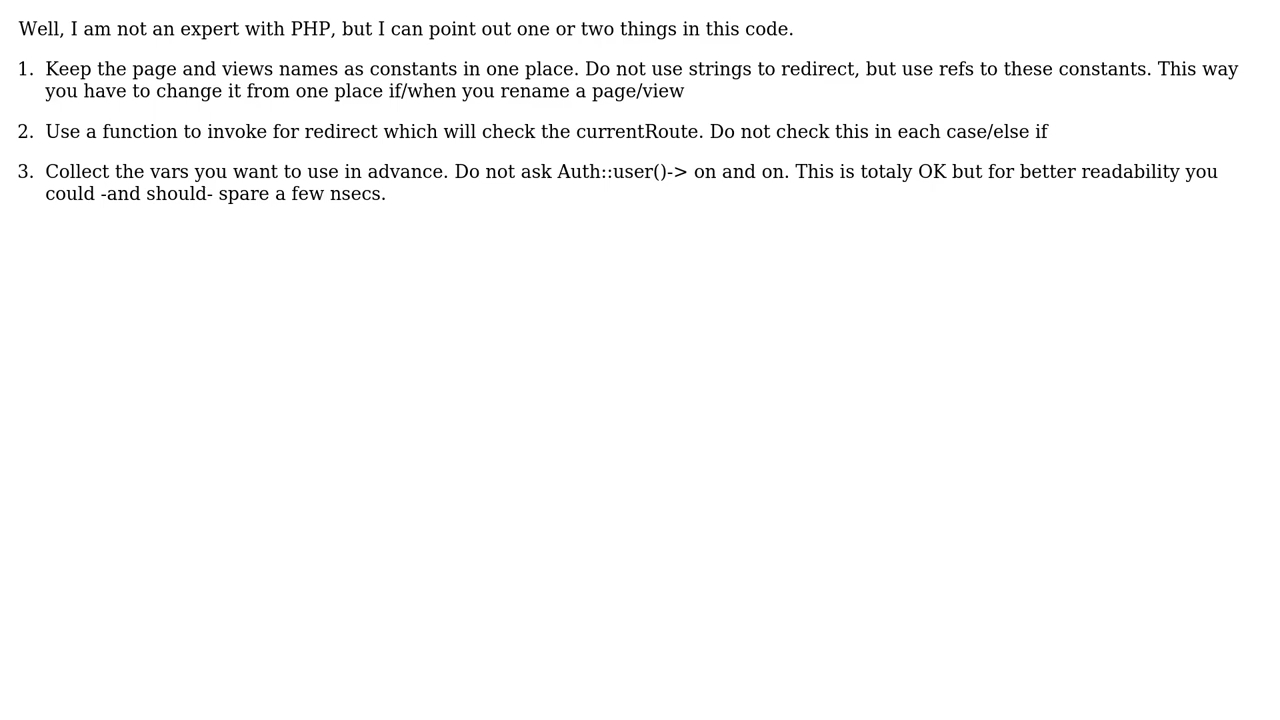 Well, I am not an expert with PHP, but I can point out one or two things in this code.
1. Keep the page and views names as constants in one place. Do not use strings to redirect, but use refs to these constants. This way
you have to change it from one place if/when you rename a page/view
2. Use a function to invoke for redirect which will check the currentRoute. Do not check this in each case/else if
3. Collect the vars you want to use in advance. Do not ask Auth::user()-> on and on. This is totaly OK but for better readability you
could -and should- spare a few nsecs.